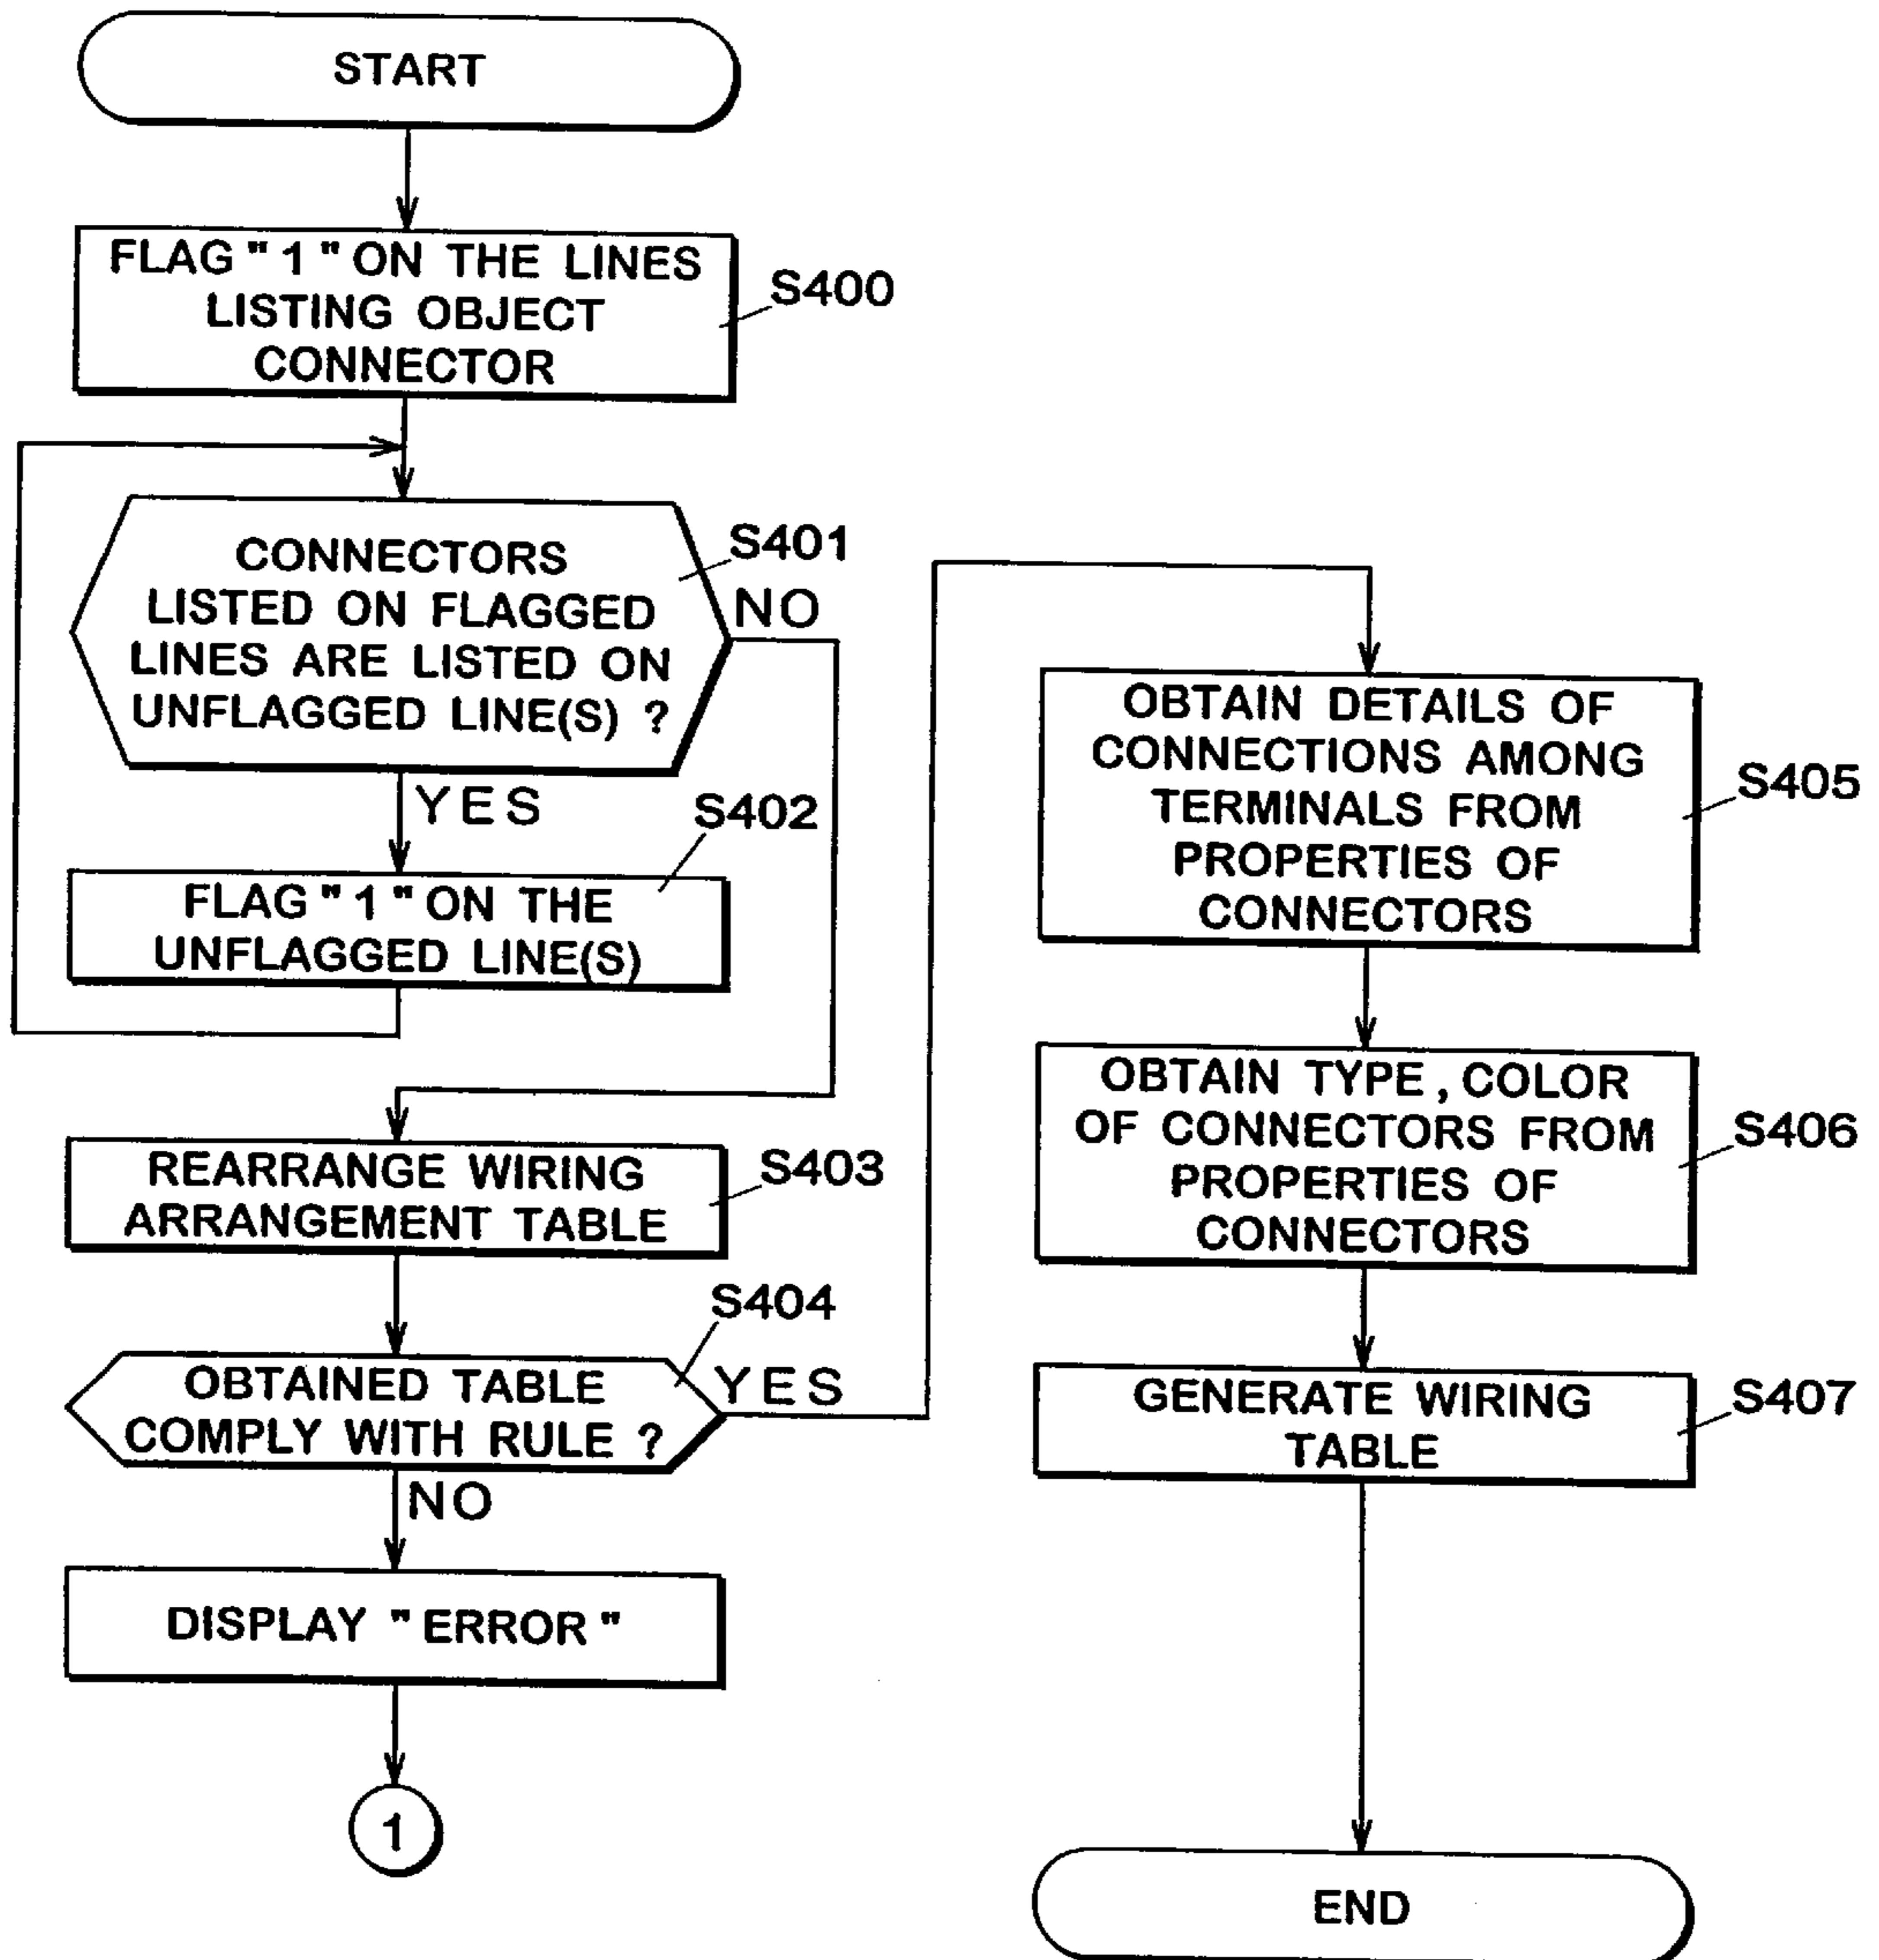 START
FLAG "1" ON THE LINES
LISTING OBJECT
CONNECTOR
S400
CONNECTORS
LISTED ON FLAGGED
LINES ARE LISTED ON
UNFLAGGED LINE(S) ?
S401
NO
YES
S402
FLAG "1" ON THE
UNFLAGGED LINE(S)
REARRANGE WIRING
ARRANGEMENT TABLE
S403
S404
OBTAINED TABLE
COMPLY WITH RULE ?
YES
NO
DISPLAY "ERROR"
1
OBTAIN DETAILS OF
CONNECTIONS AMONG
TERMINALS FROM
PROPERTIES OF
CONNECTORS
S405
OBTAIN TYPE, COLOR
OF CONNECTORS FROM
PROPERTIES OF
CONNECTORS
S406
GENERATE WIRING
TABLE
S407
END